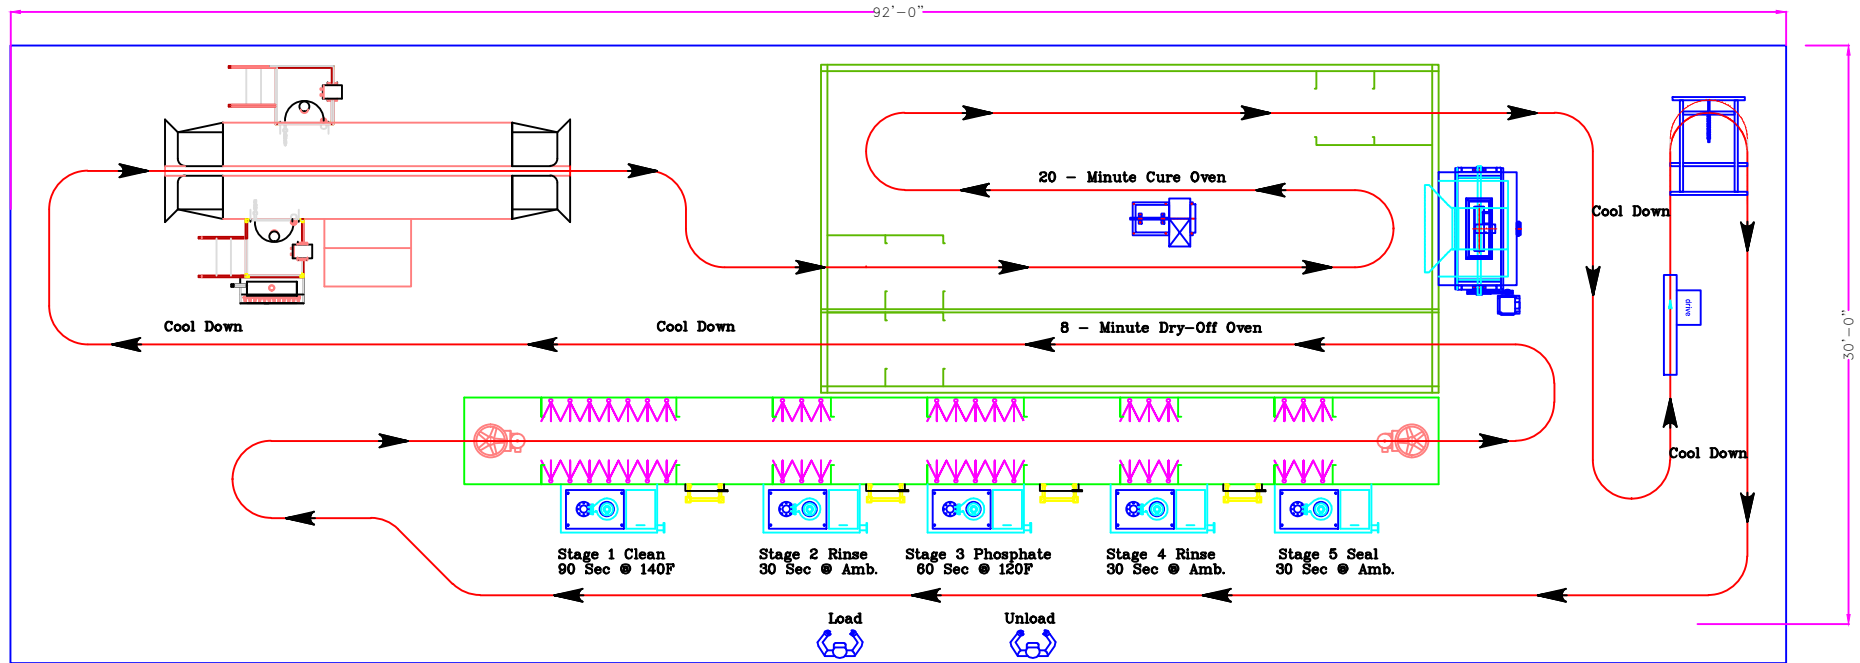 92'-0"
20 - Minute Cure Oven
Cool Down
drive
30'-0"
Cool Down
Cool Down
8 - Minute Dry-Off Oven
Cool Down
Stage 1 Clean
90 Sec @ 140F
Stage 2 Rinse
30 Sec @ Amb.
Stage 3 Phosphate
60 Sec @ 120F
Stage 4 Rinse
30 Sec @ Amb.
Stage 5 Seal
30 Sec @ Amb.
Load
Unload